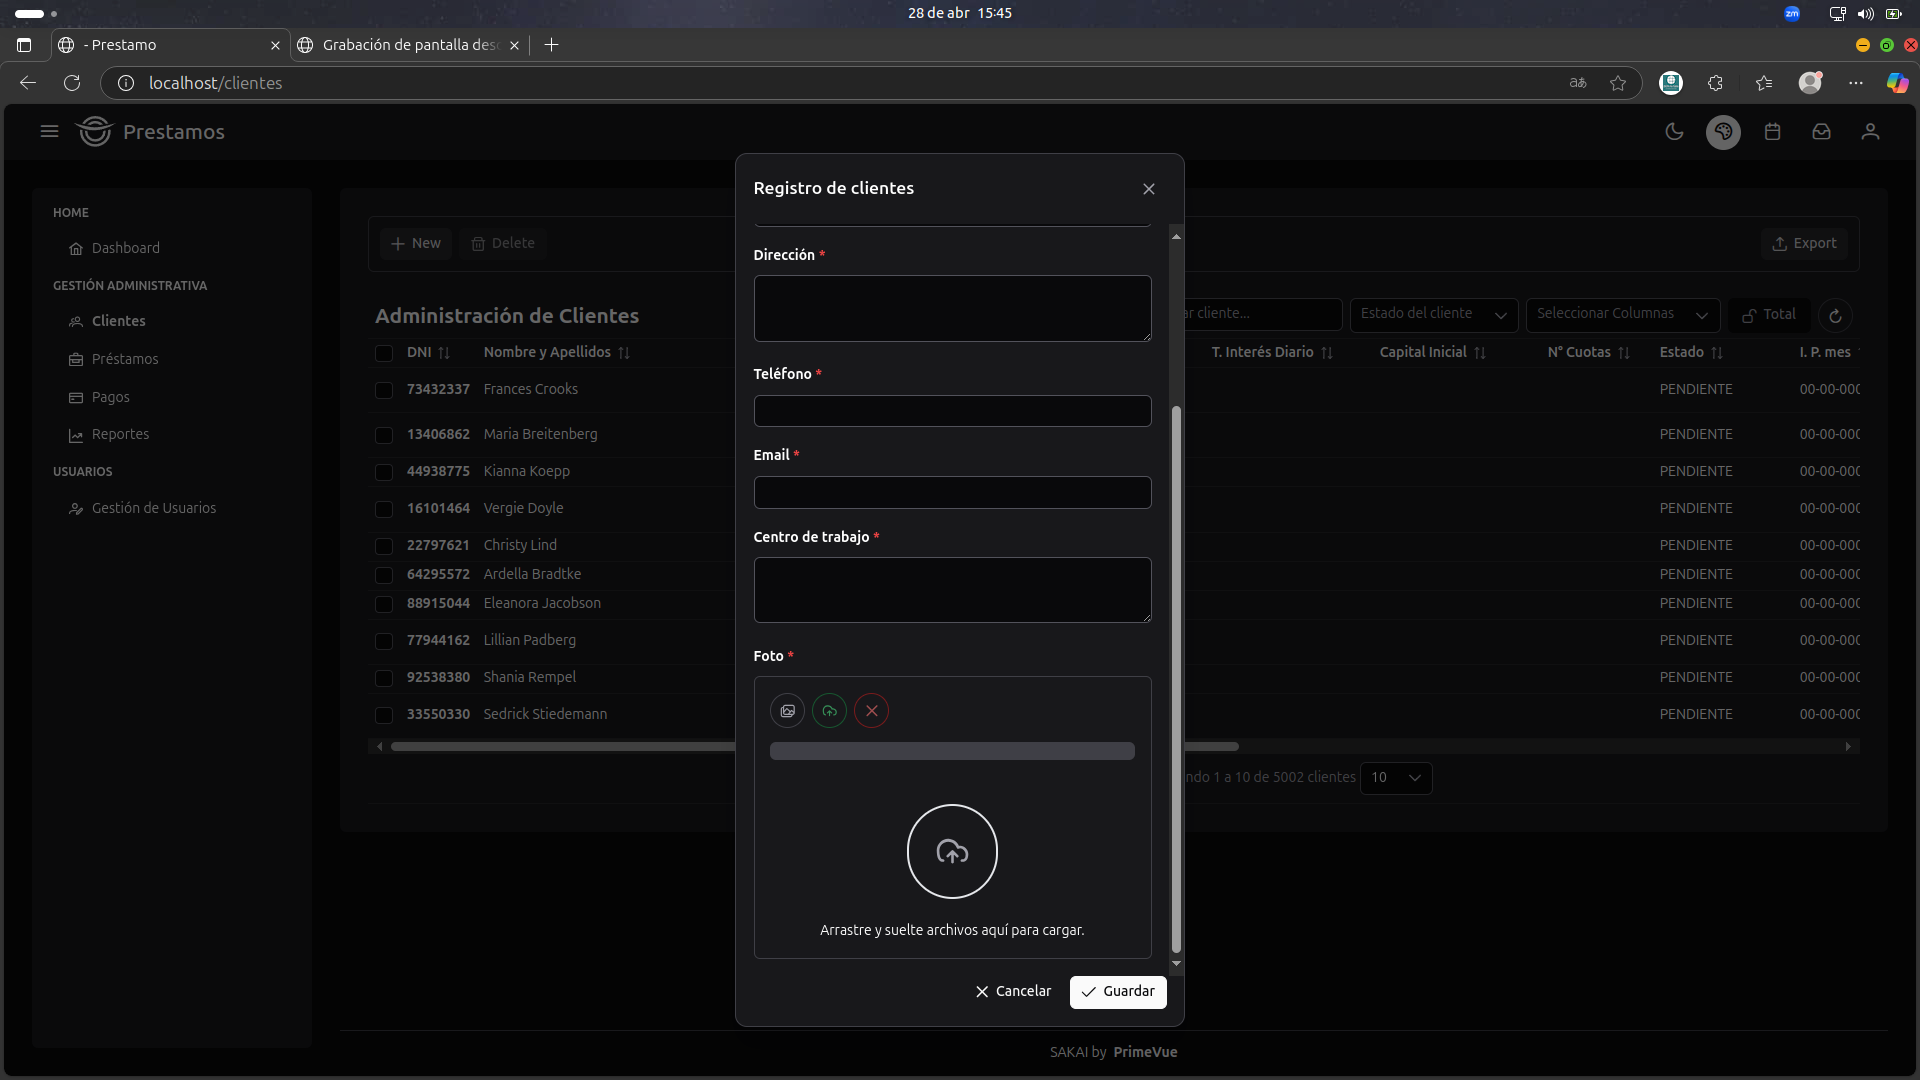 28 de abr 15:45
zm
- Prestamo
Grabación de pantalla des
localhost/clientes
aあ
Prestamos
HOME
Dashboard
GESTIÓN ADMINISTRATIVA
Clientes
Préstamos
Pagos
Reportes
USUARIOS
Gestión de Usuarios
New
Delete
Export
Administración de Clientes
ar cliente...
Estado del cliente
Seleccionar Columnas
Total
DNI Nombre y Apellidos T. Interés Diario Capital Inicial N° Cuotas Estado I. P. mes
73432337 Frances Crooks PENDIENTE 00-00-000
13406862 Maria Breitenberg PENDIENTE 00-00-000
44938775 Kianna Koepp PENDIENTE 00-00-000
16101464 Vergie Doyle PENDIENTE 00-00-000
22797621 Christy Lind PENDIENTE 00-00-000
64295572 Ardella Bradtke PENDIENTE 00-00-000
88915044 Eleanora Jacobson PENDIENTE 00-00-000
77944162 Lillian Padberg PENDIENTE 00-00-000
92538380 Shania Rempel PENDIENTE 00-00-000
33550330 Sedrick Stiedemann PENDIENTE 00-00-000
ndo 1 a 10 de 5002 clientes
10
Registro de clientes
Dirección *
Teléfono *
Email *
Centro de trabajo *
Foto *
Arrastre y suelte archivos aquí para cargar.
Cancelar
Guardar
SAKAI by PrimeVue